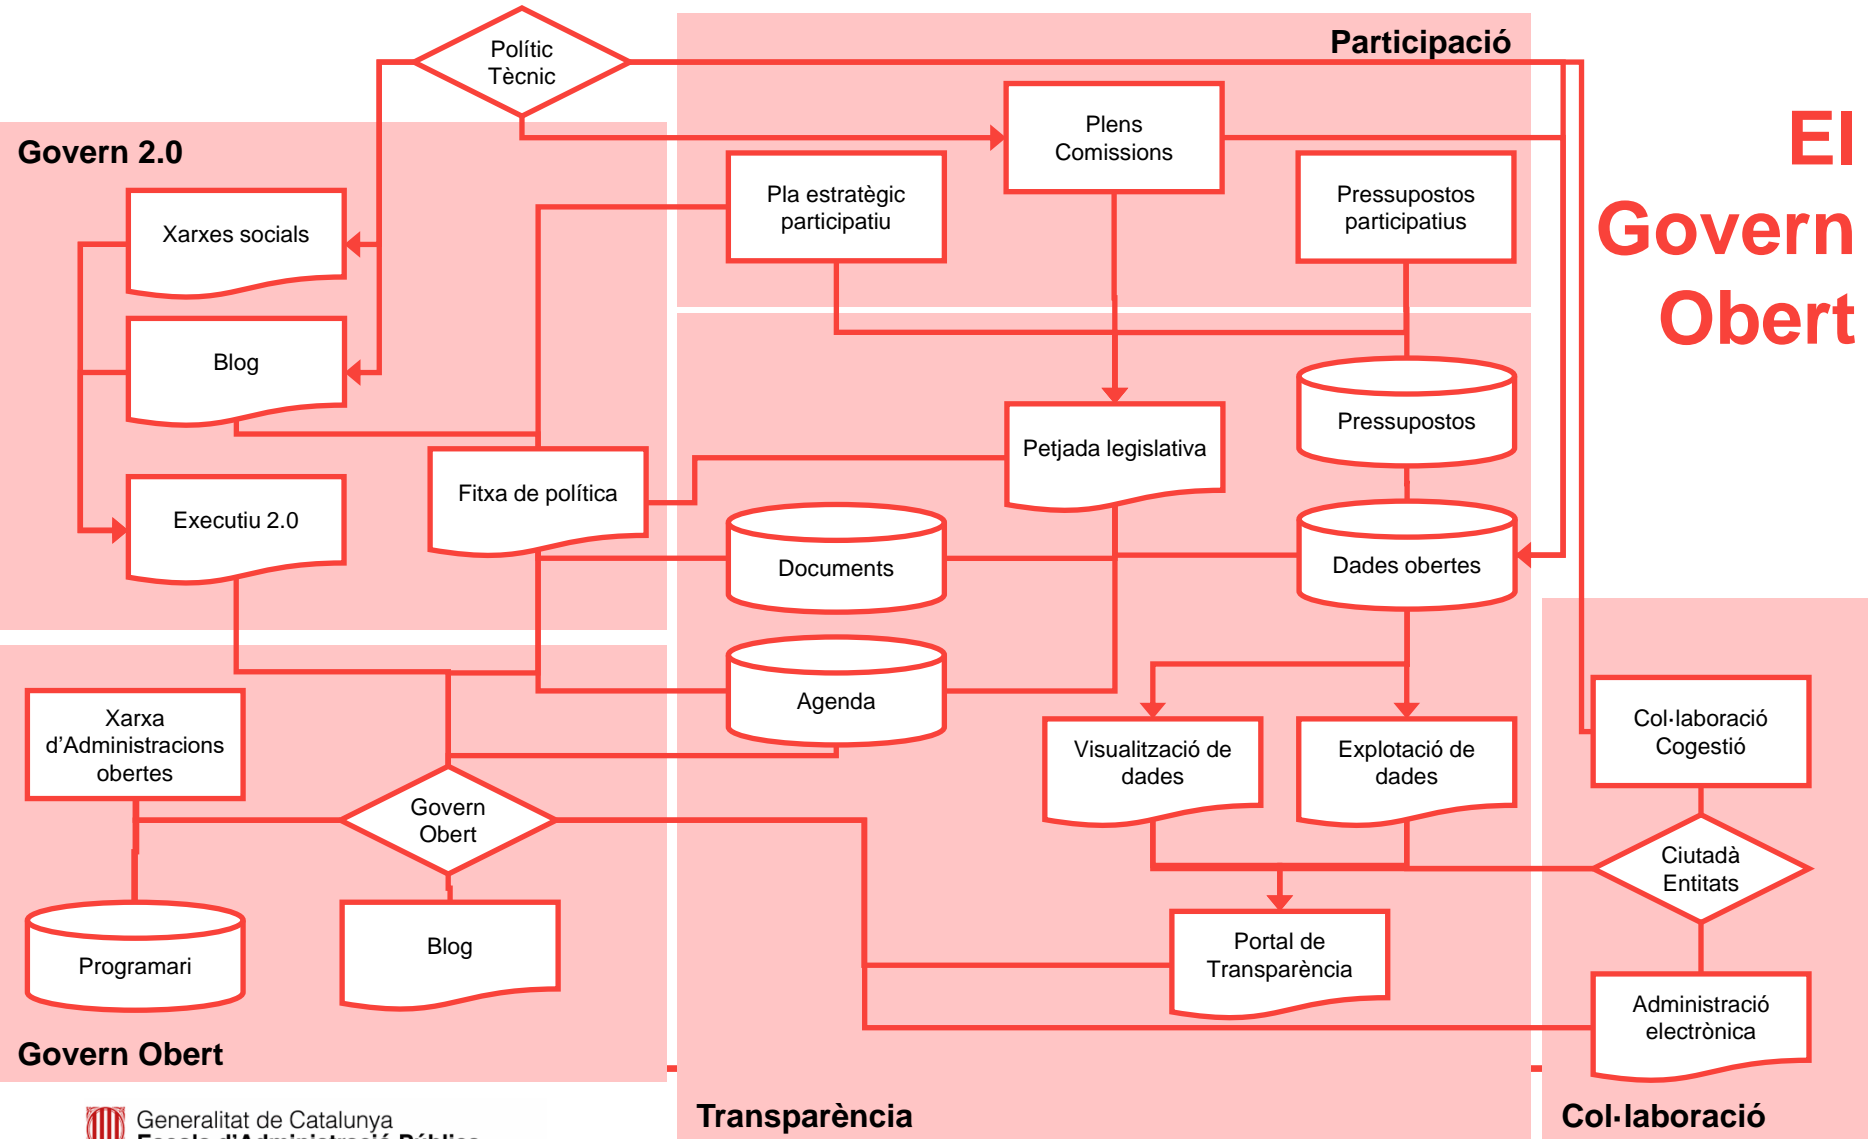 Polític
Tècnic
Participació
El
Govern
Obert
Govern 2.0
Plens
Comissions
Pla estratègic
participatiu
Pressupostos
participatius
Xarxes socials
Blog
Pressupostos
Petjada legislativa
Fitxa de política
Executiu 2.0
Documents
Dades obertes
Agenda
Xarxa
d'Administracions
obertes
Visualització de
dades
Explotació de
dades
Col·laboració
Cogestió
Govern
Obert
Ciutadà
Entitats
Programari
Blog
Portal de
Transparència
Administració
electrònica
Govern Obert
Transparència
Col·laboració
Generalitat de Catalunya
Escola d'Administració Pública